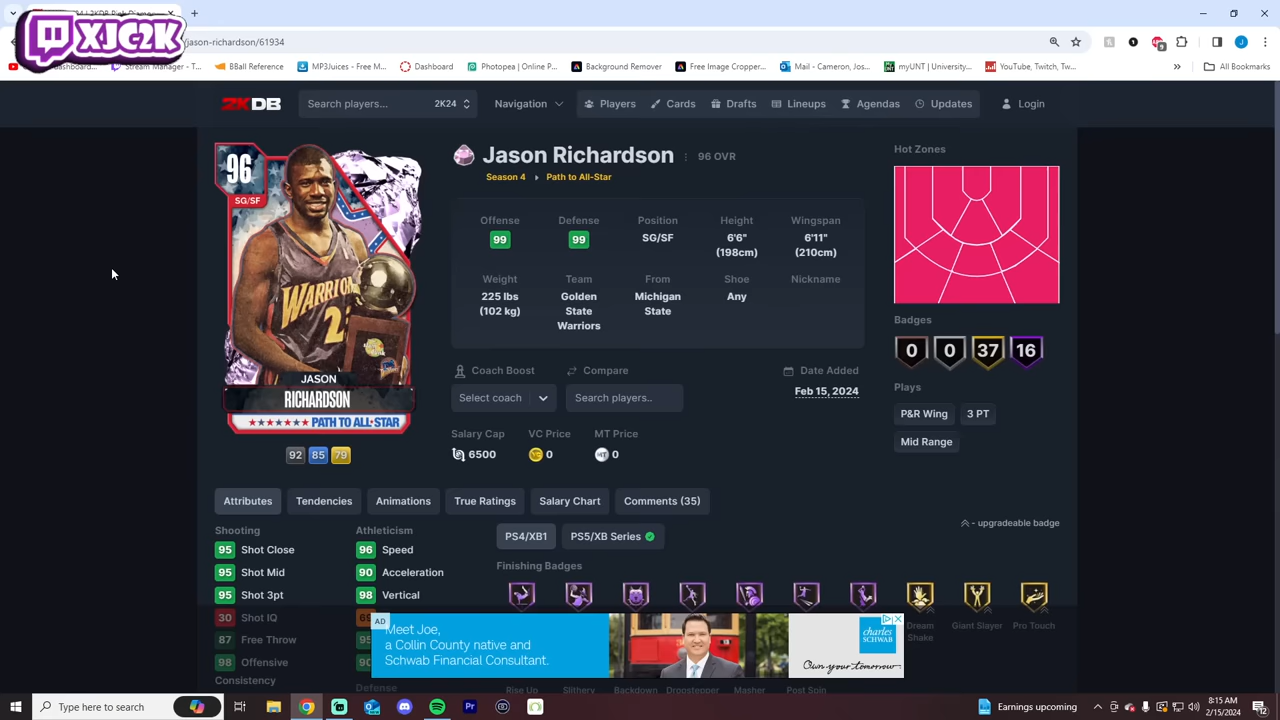 XJC2K
jason-richardson/61934
BBall Reference
MP3Juices - Free M...
Dashboard
Photopea | Online P...
Background Remover
Free Image
Mail - Cameron, Jos...
myUNT | University...
YouTube, Twitch, Tw...
All Bookmarks
Stream Manager - T...
2KDB
Search players...
2K24
Navigation
Players
Cards
Drafts
Lineups
Agendas
Updates
Login
96
SG/SF
WARRIORS
2
JASON
RICHARDSON
PATH TO ALL-STAR
92 85 79
Jason Richardson
96 OVR
Season 4
Path to All-Star
Offense
99
Defense
99
Position
SG/SF
Height
6'6"
(198cm)
Wingspan
6'11"
(210cm)
Weight
225 lbs
(102 kg)
Team
Golden
State
Warriors
From
Michigan
State
Shoe
Any
Nickname
Coach Boost
Select coach
Compare
Search players..
Date Added
Feb 15, 2024
Salary Cap
6500
VC Price
0
MT Price
0
Hot Zones
Badges
0 0 37 16
Plays
P&R Wing
3 PT
Mid Range
Attributes
Tendencies
Animations
True Ratings
Salary Chart
Comments (35)
- upgradeable badge
Shooting
95 Shot Close
95 Shot Mid
95 Shot 3pt
30 Shot IQ
87 Free Throw
98 Offensive
Consistency
Athleticism
96 Speed
90 Acceleration
98 Vertical
Defense
PS4/XB1
PS5/XB Series
Finishing Badges
Dream
Shake
Giant Slayer
Pro Touch
Rise Up
Slithery
Backdown
Dropstepper
Masher
Post Spin
AD
Meet Joe,
a Collin County native and
Schwab Financial Consultant.
charles
SCHWAB
Own your tomorrow
Type here to search
Earnings upcoming
8:15 AM
2/15/2024
12